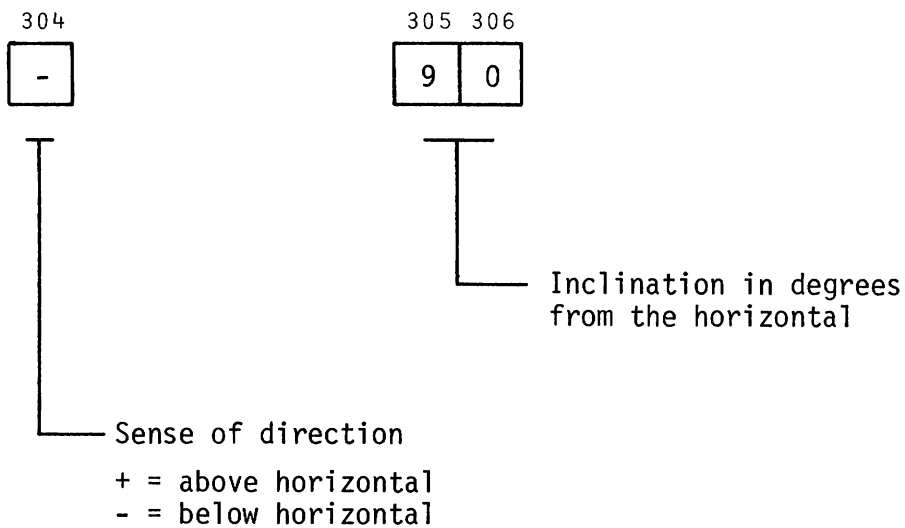 304 305 306
- 9 0
Inclination in degrees
from the horizontal
Sense of direction
+ = above horizontal
- = below horizontal